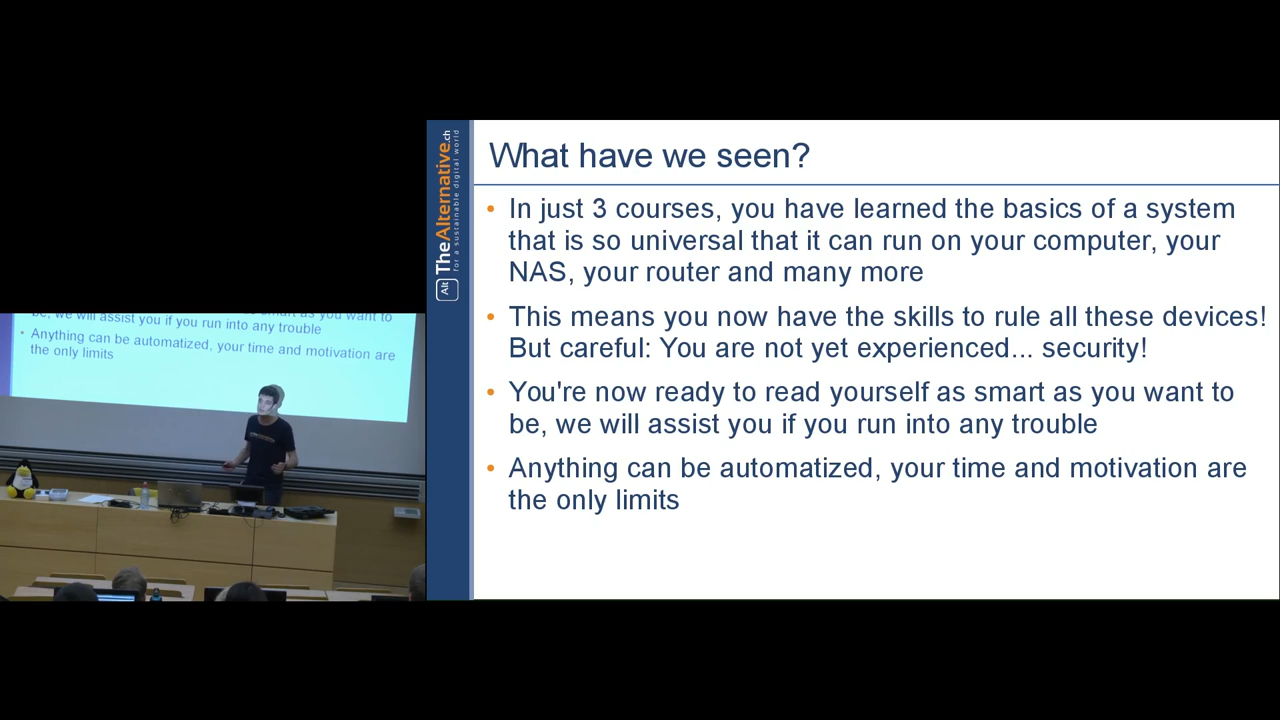 be, we will assist you if you run into any trouble
• Anything can be automatized, your time and motivation are
the only limits
Alt TheAlternative.ch
for a sustainable digital world
What have we seen?
• In just 3 courses, you have learned the basics of a system
that is so universal that it can run on your computer, your
NAS, your router and many more
• This means you now have the skills to rule all these devices!
But careful: You are not yet experienced... security!
• You're now ready to read yourself as smart as you want to
be, we will assist you if you run into any trouble
• Anything can be automatized, your time and motivation are
the only limits